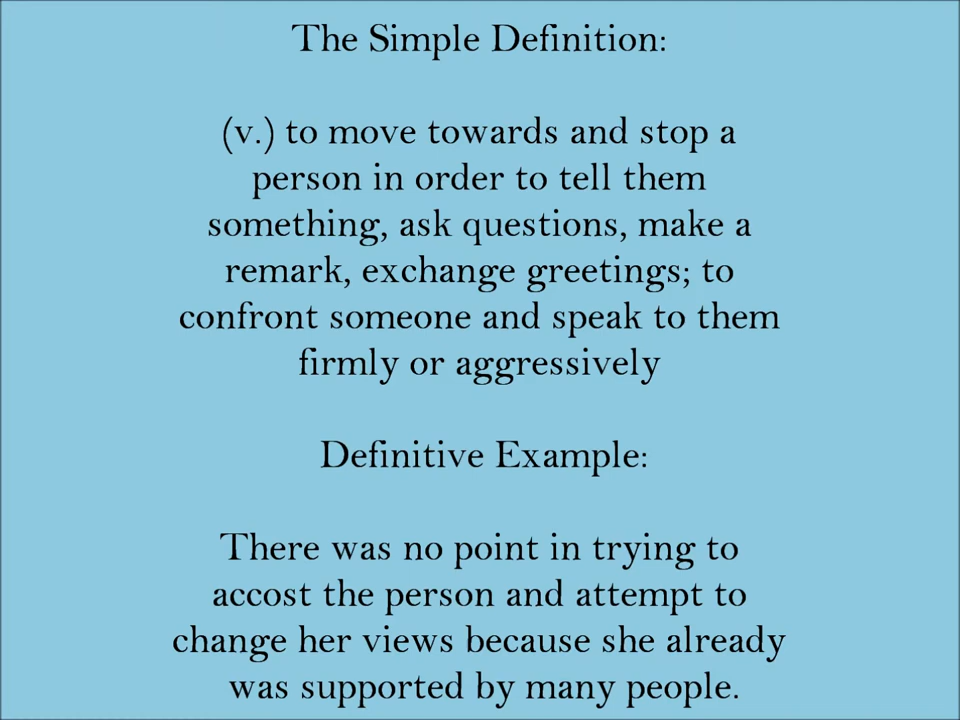 The Simple Definition:
(v.) to move towards and stop a
person in order to tell them
something, ask questions, make a
remark, exchange greetings; to
confront someone and speak to them
firmly or aggressively
Definitive Example:
There was no point in trying to
accost the person and attempt to
change her views because she already
was supported by many people.